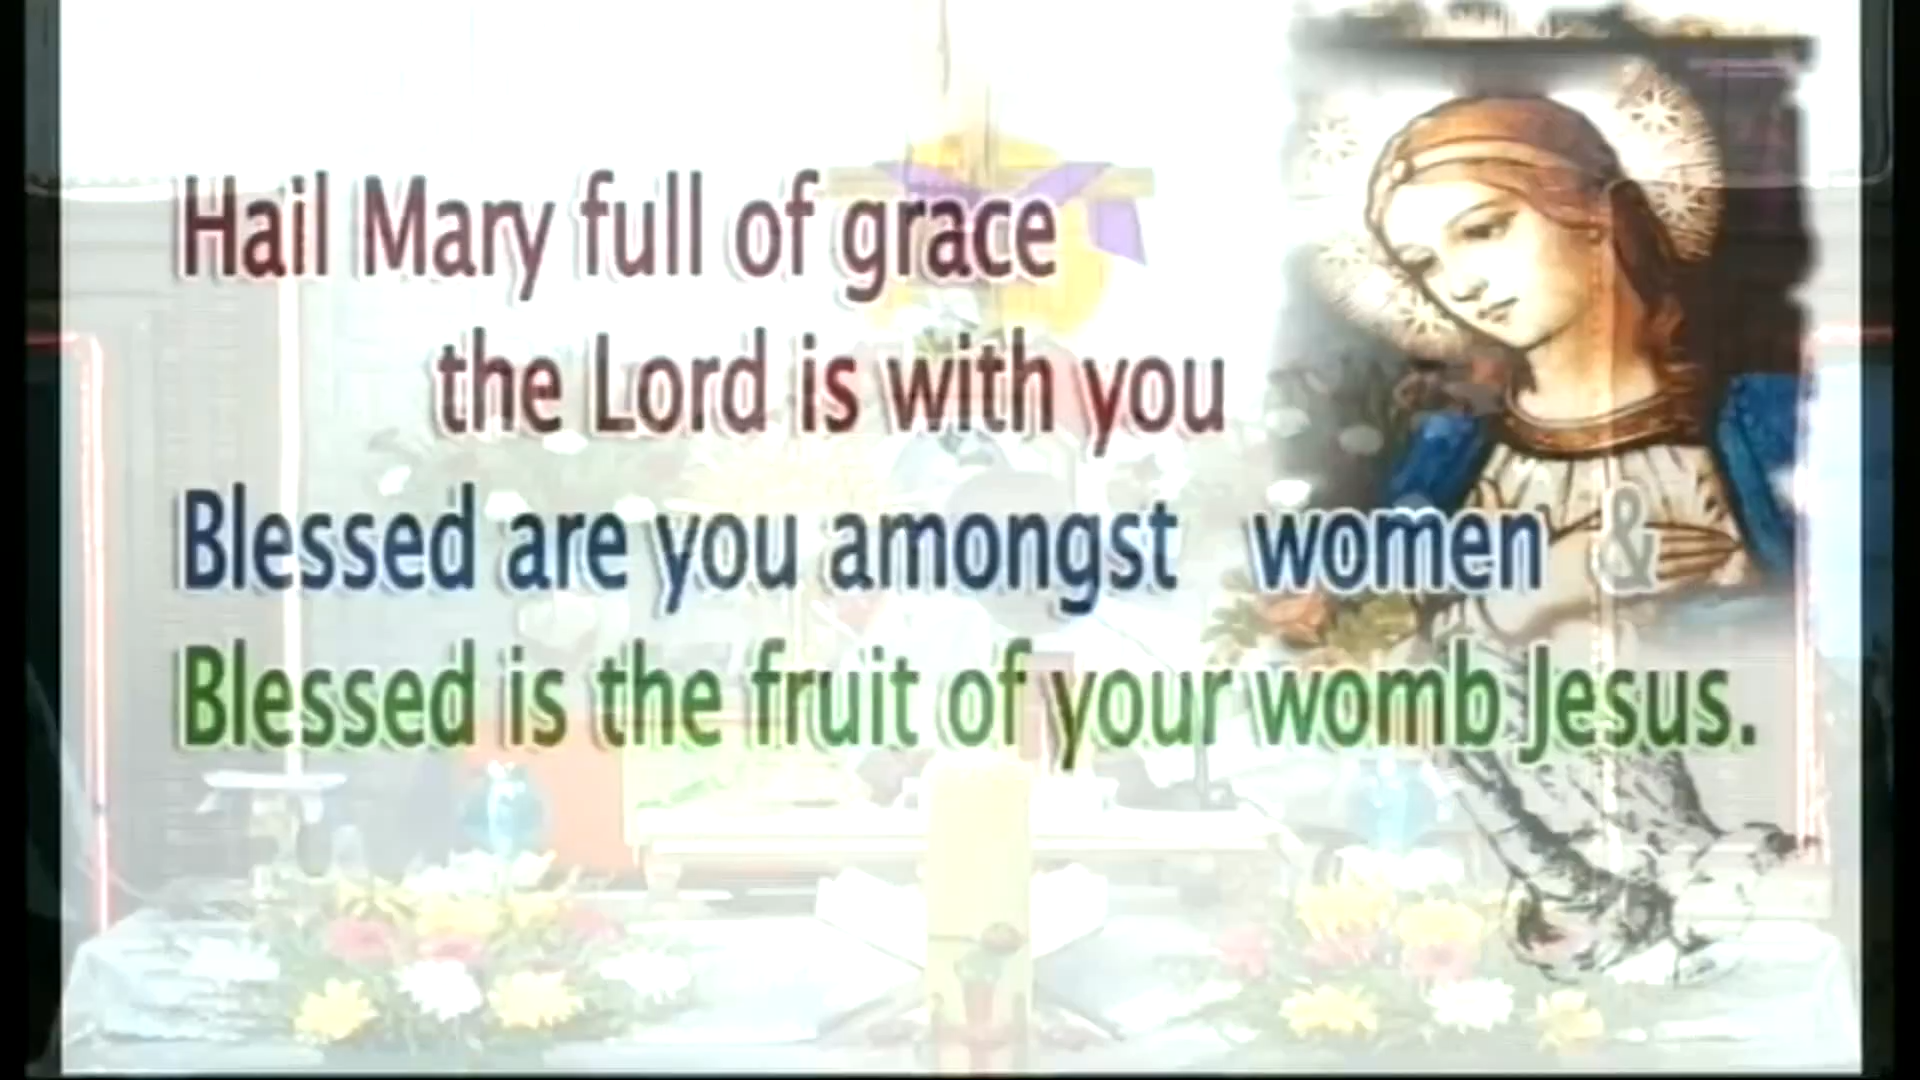 Hail Mary full of grace
the Lord is with you
Blessed are you amongst women &
Blessed is the fruit of your womb Jesus.